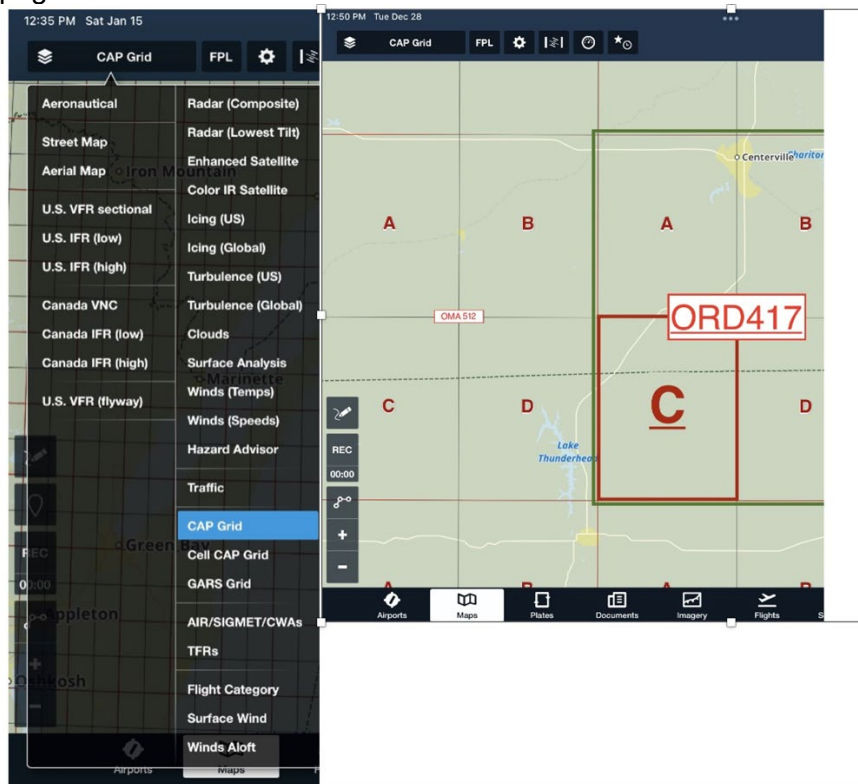 12:35 PM Sat Jan 15
CAP Grid FPL
Aeronautical
Street Map
Aerial Map
U.S. VFR sectional
U.S. IFR (low)
U.S. IFR (high)
Canada VNC
Canada IFR (low)
Canada IFR (high)
U.S. VFR (flyway)
Radar (Composite)
Radar (Lowest Tilt)
Enhanced Satellite
Color IR Satellite
Icing (US)
Icing (Global)
Turbulence (US)
Turbulence (Global)
Clouds
Surface Analysis
Winds (Temps)
Winds (Speeds)
Hazard Advisor
Traffic
CAP Grid
Cell CAP Grid
GARS Grid
AIR/SIGMET/CWAs
TFRs
Flight Category
Surface Wind
Winds Aloft
Iron Mountain
Marinette
Green Bay
Appleton
Oshkosh
REC
00:00
Airports Maps
12:50 PM Tue Dec 28
CAP Grid FPL
Centerville
Chariton
A B A B
OMA 512
ORD417
C D C D
Lake
Thunderhead
REC
00:00
A B A B
Airports Maps Plates Documents Imagery Flights